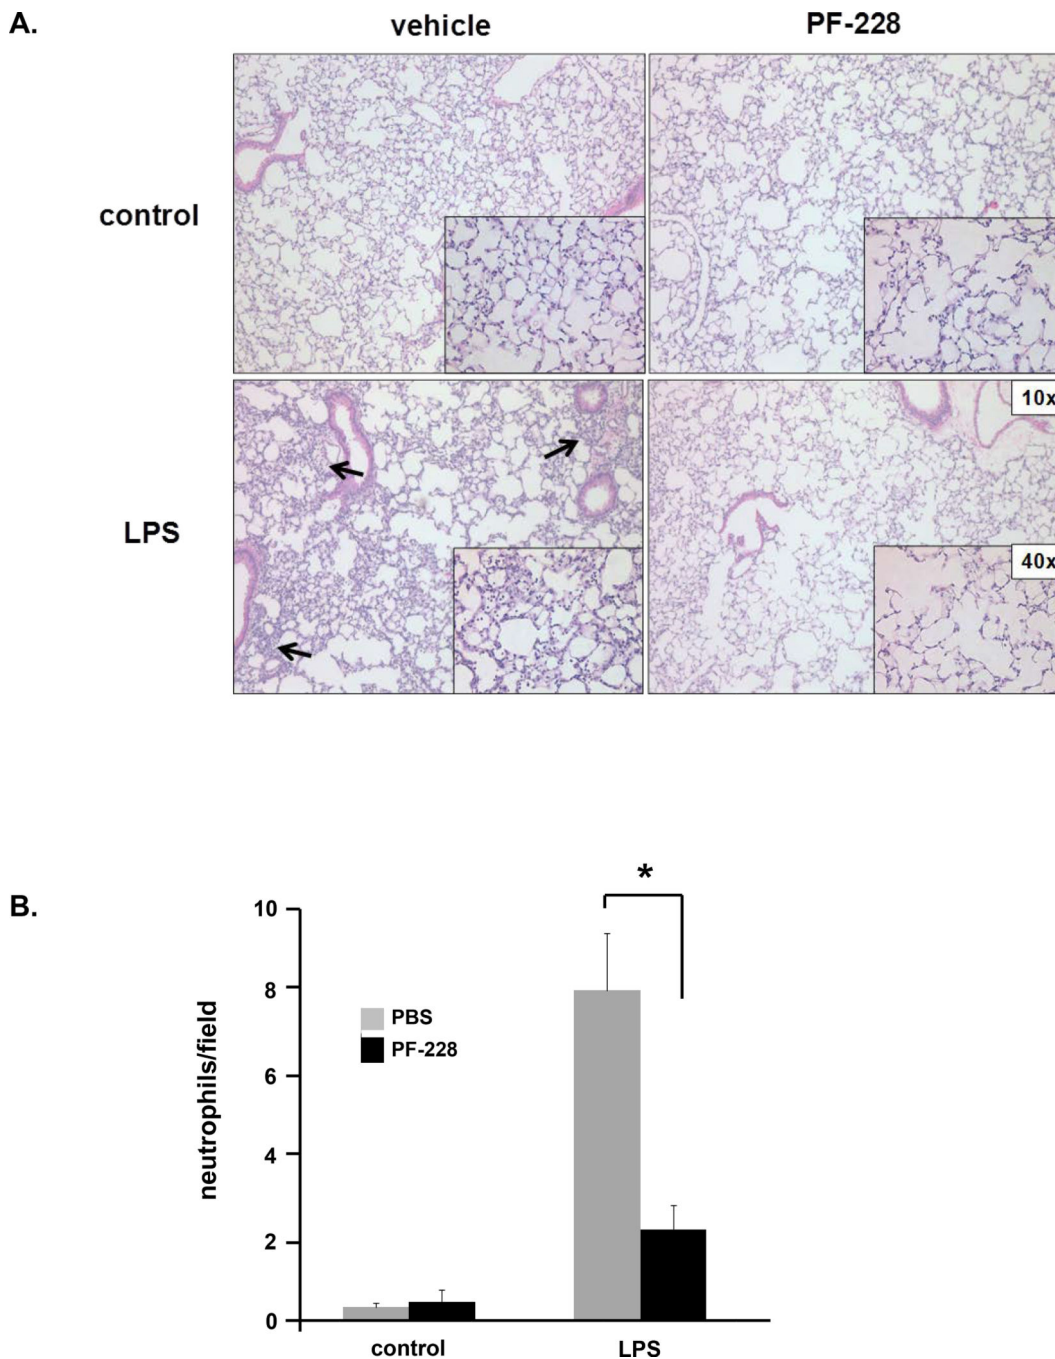 A.
vehicle
PF-228
control
LPS
10x
40x
B.
*
10
8
6
4
2
0
neutrophils/field
PBS
PF-228
control
LPS